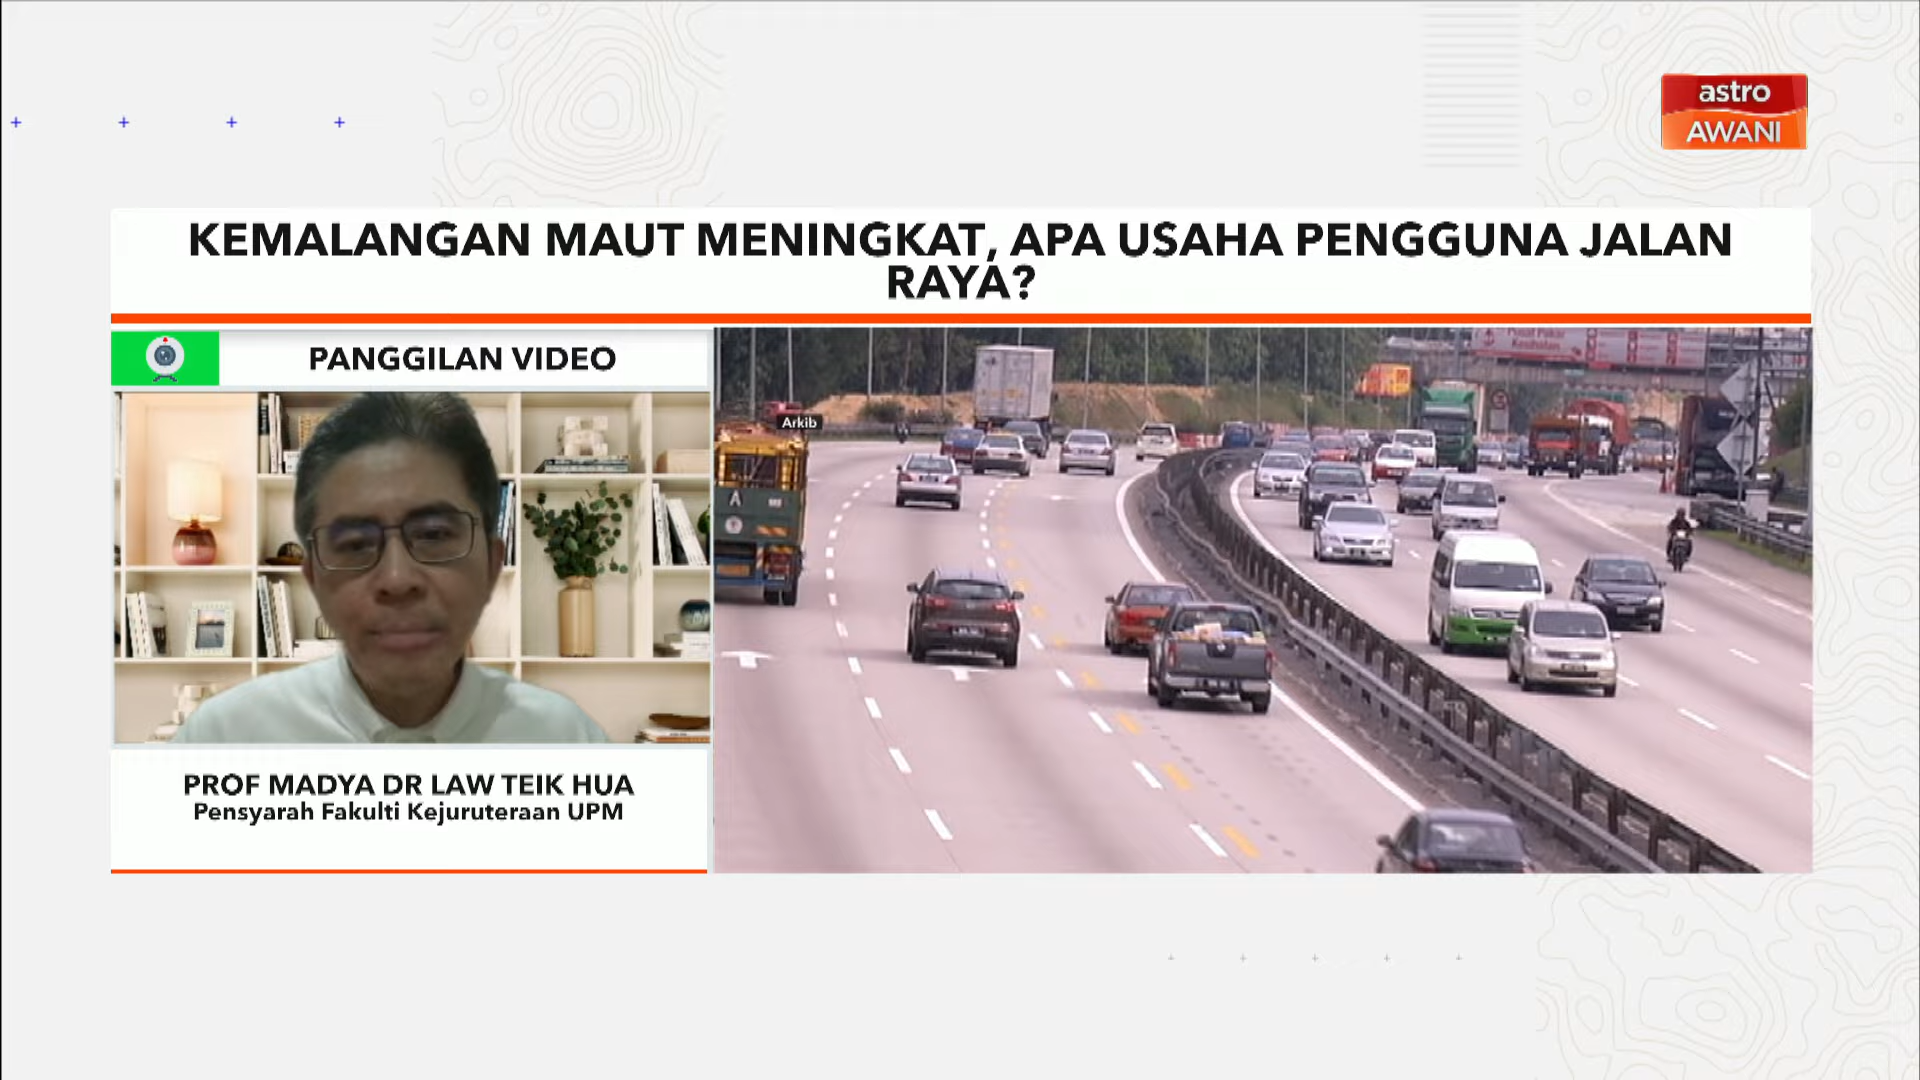 astro
AWANI
KEMALANGAN MAUT MENINGKAT, APA USAHA PENGGUNA JALAN
RAYA?
PANGGILAN VIDEO
Arkib
A
PROF MADYA DR LAW TEIK HUA
Pensyarah Fakulti Kejuruteraan UPM